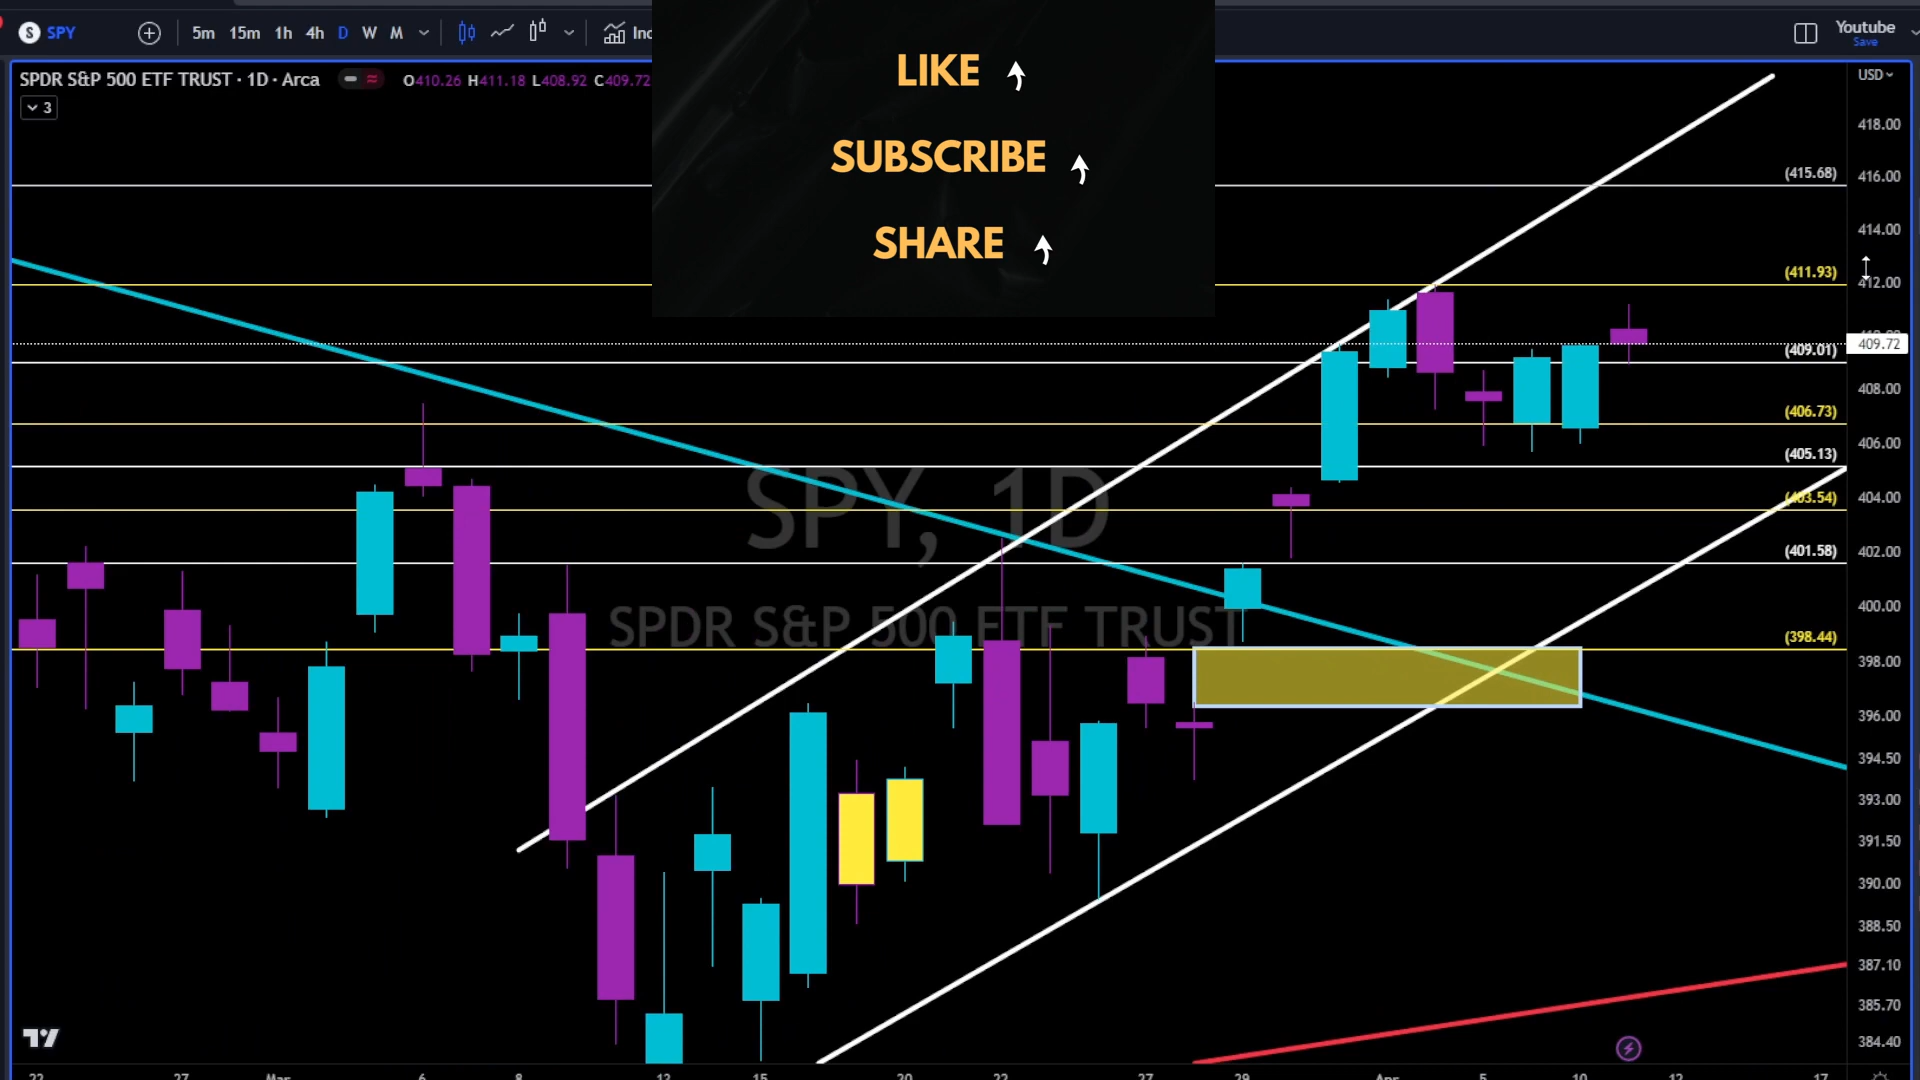 S SPY 5m 15m 1h 4h D W M Youtube
Save
SPDR S&P 500 ETF TRUST · 1D · Arca O410.26 H411.18 L408.92 C409.72
3
LIKE
SUBSCRIBE
SHARE
SPY, 1D
SPDR S&P 500 ETF TRUST
USD
418.00
(415.68)
416.00
414.00
(411.93)
412.00
409.72
(409.01)
408.00
(406.73)
406.00
(405.13)
404.00
(403.54)
402.00
(401.58)
400.00
(398.44)
398.00
396.00
394.50
393.00
391.50
390.00
388.50
387.10
385.70
384.40
22 27 Mar 6 8 13 15 20 22 27 29 Apr 5 10 12 17